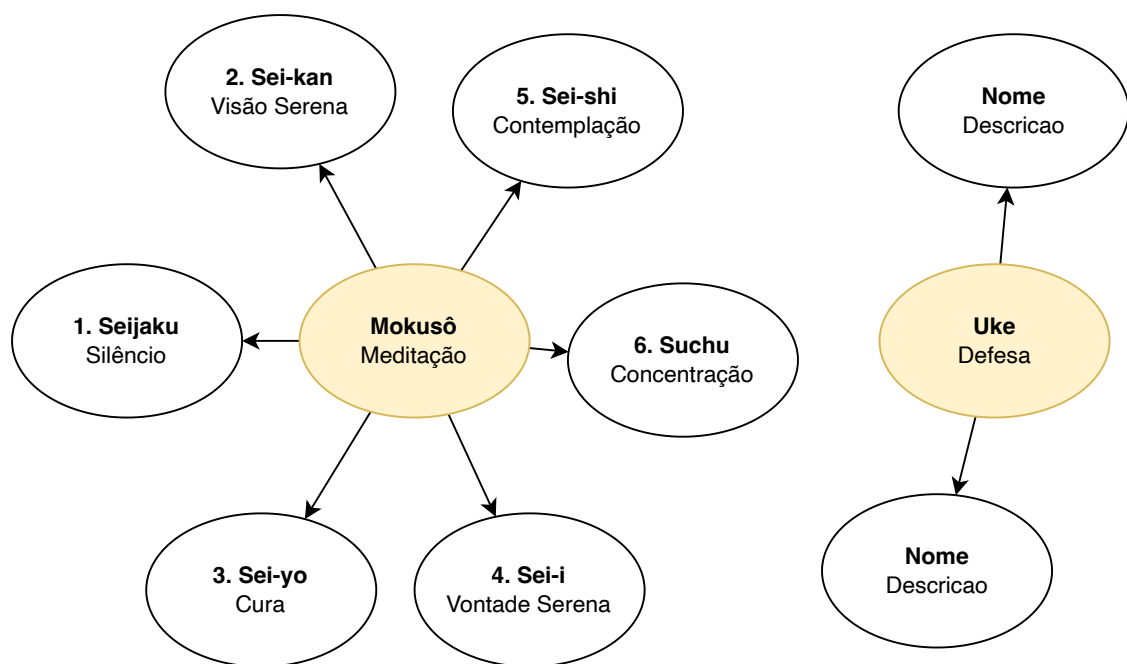 2. Sei-kan
Visão Serena
5. Sei-shi
Contemplação
1. Seijaku
Silêncio
Mokusô
Meditação
6. Suchu
Concentração
3. Sei-yo
Cura
4. Sei-i
Vontade Serena
Nome
Descricao
Uke
Defesa
Nome
Descricao